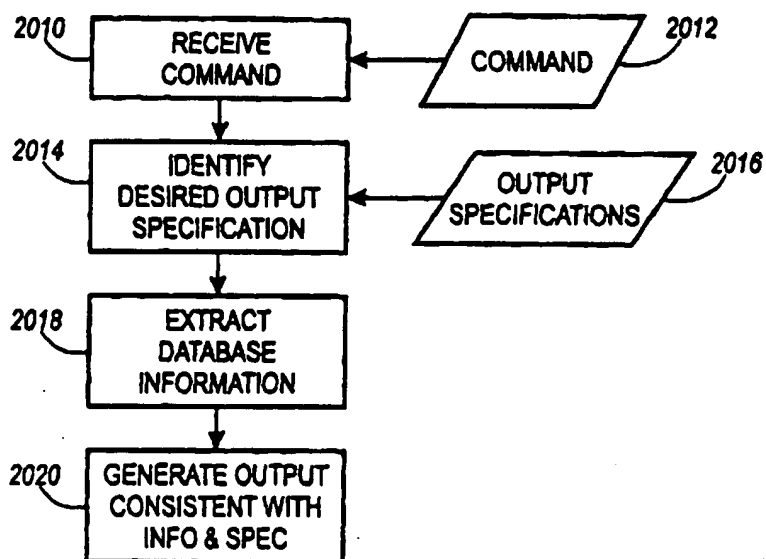 2010
RECEIVE
COMMAND
COMMAND
2012
2014
IDENTIFY
DESIRED OUTPUT
SPECIFICATION
OUTPUT
SPECIFICATIONS
2016
2018
EXTRACT
DATABASE
INFORMATION
2020
GENERATE OUTPUT
CONSISTENT WITH
INFO & SPEC